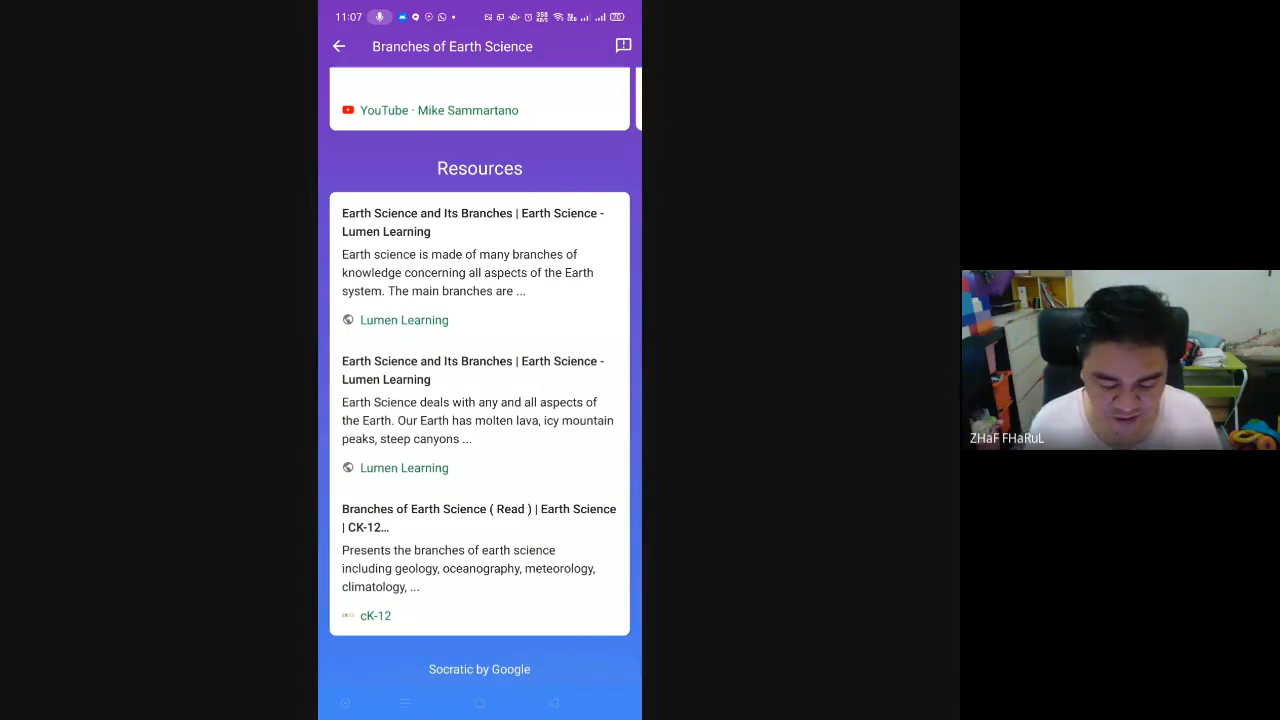 11:07
Branches of Earth Science
YouTube · Mike Sammartano
Resources
Earth Science and Its Branches | Earth Science -
Lumen Learning
Earth science is made of many branches of
knowledge concerning all aspects of the Earth
system. The main branches are ...
Lumen Learning
Earth Science and Its Branches | Earth Science -
Lumen Learning
Earth Science deals with any and all aspects of
the Earth. Our Earth has molten lava, icy mountain
peaks, steep canyons ...
Lumen Learning
Branches of Earth Science ( Read ) | Earth Science
| CK-12...
Presents the branches of earth science
including geology, oceanography, meteorology,
climatology, ...
cK-12
Socratic by Google
ZHaF FHaRuL